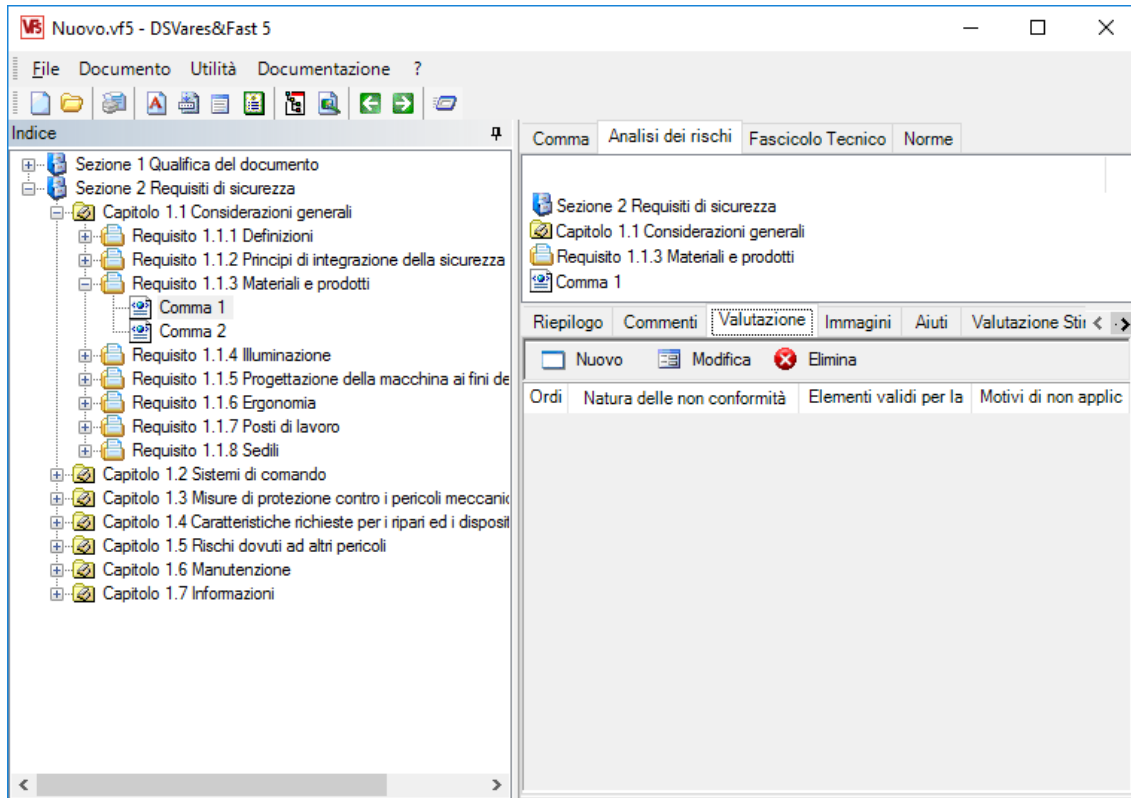 Nuovo.vf5 - DSVares&Fast 5
File Documento Utilità Documentazione ?
Indice
Sezione 1 Qualifica del documento
Sezione 2 Requisiti di sicurezza
Capitolo 1.1 Considerazioni generali
Requisito 1.1.1 Definizioni
Requisito 1.1.2 Principi di integrazione della sicurezza
Requisito 1.1.3 Materiali e prodotti
Comma 1
Comma 2
Requisito 1.1.4 Illuminazione
Requisito 1.1.5 Progettazione della macchina ai fini de
Requisito 1.1.6 Ergonomia
Requisito 1.1.7 Posti di lavoro
Requisito 1.1.8 Sedili
Capitolo 1.2 Sistemi di comando
Capitolo 1.3 Misure di protezione contro i pericoli meccanic
Capitolo 1.4 Caratteristiche richieste per i ripari ed i disposit
Capitolo 1.5 Rischi dovuti ad altri pericoli
Capitolo 1.6 Manutenzione
Capitolo 1.7 Informazioni
Comma Analisi dei rischi Fascicolo Tecnico Norme
Sezione 2 Requisiti di sicurezza
Capitolo 1.1 Considerazioni generali
Requisito 1.1.3 Materiali e prodotti
Comma 1
Riepilogo Commenti Valutazione Immagini Aiuti Valutazione Stir
Nuovo Modifica Elimina
Ordi Natura delle non conformità Elementi validi per la Motivi di non applic